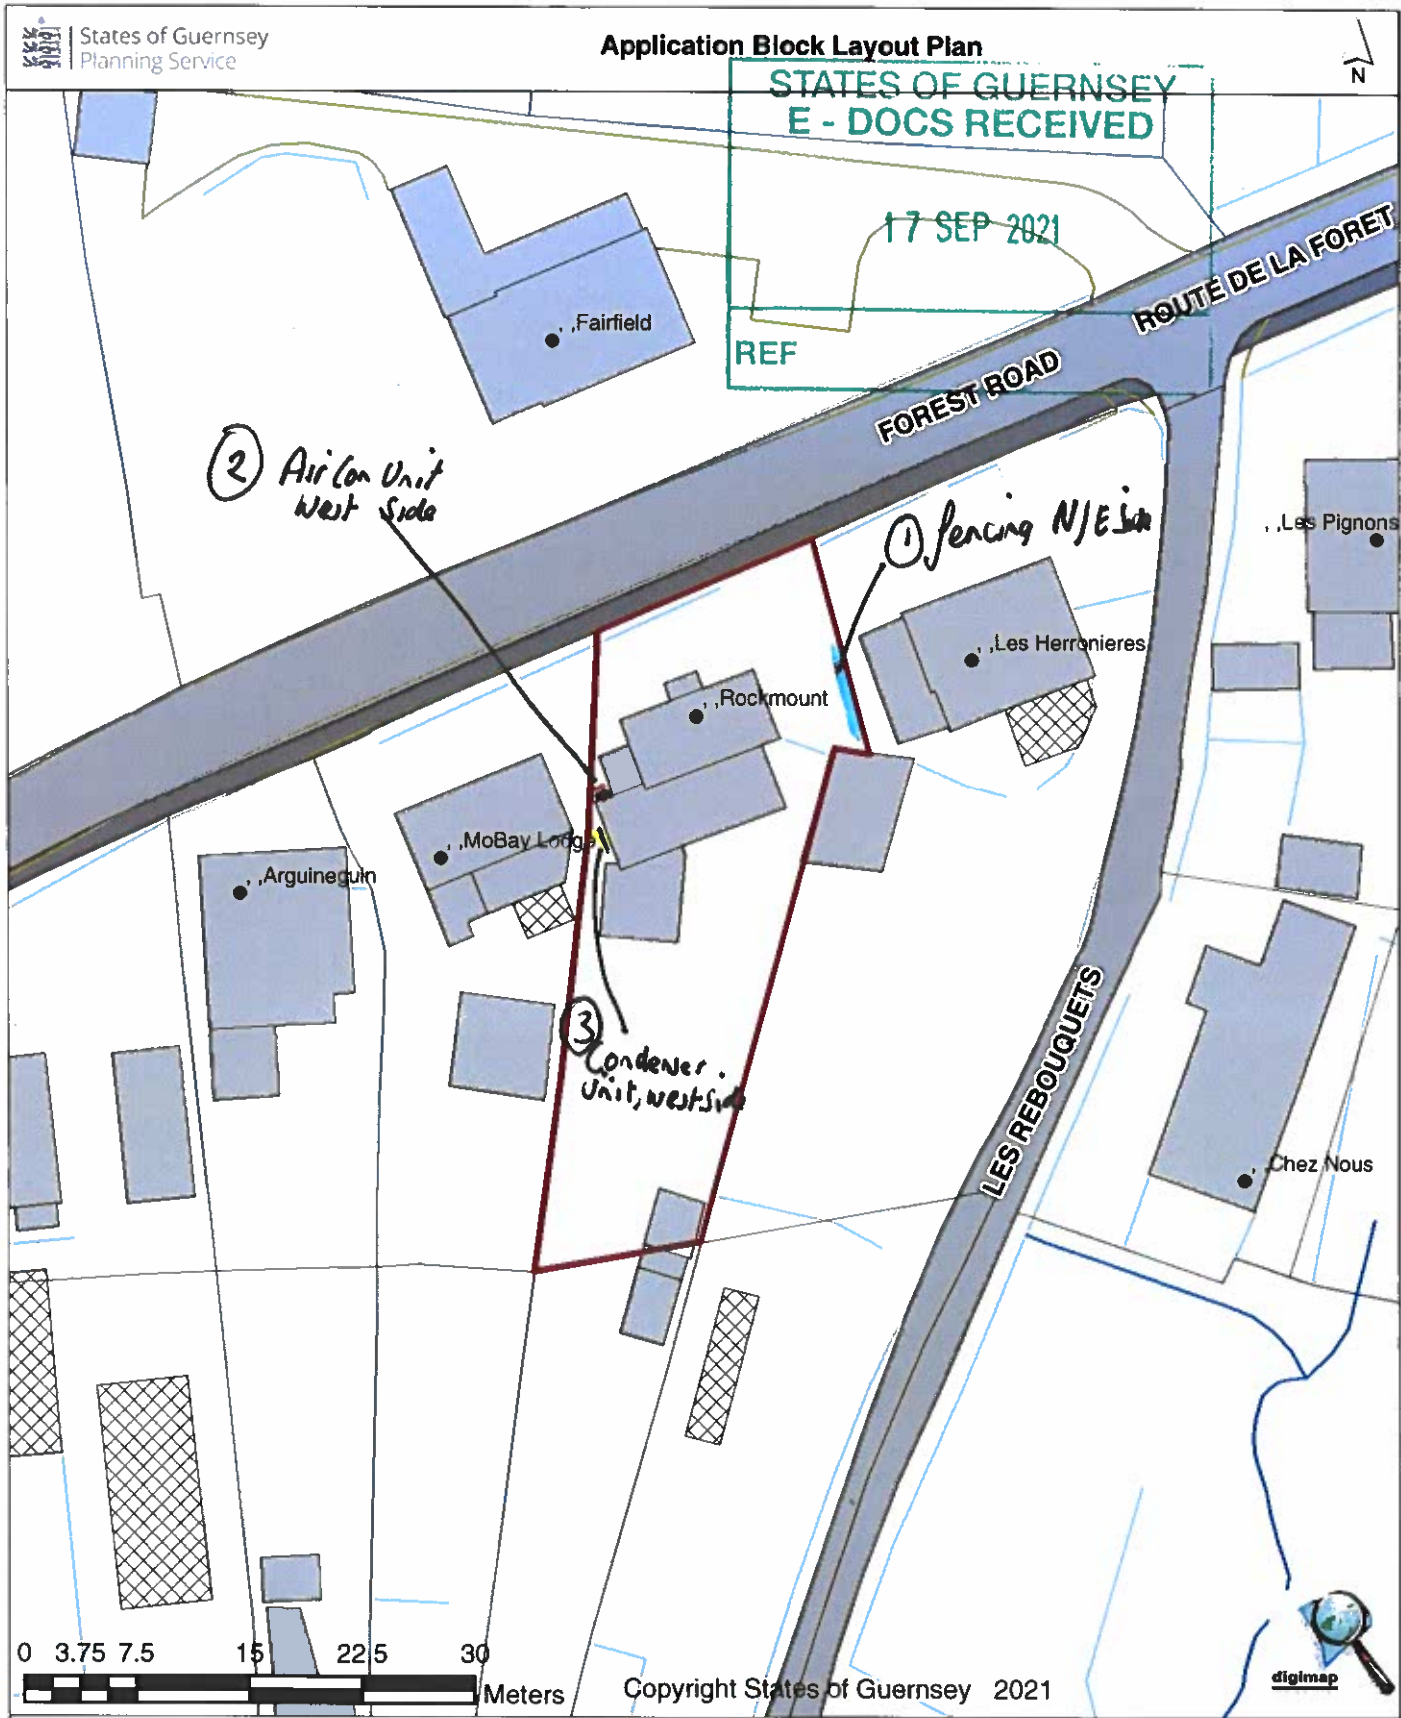 States of Guernsey
Planning Service
Application Block Layout Plan
N
STATES OF GUERNSEY
E - DOCS RECEIVED
17 SEP 2021
REF
ROUTE DE LA FORET
FOREST ROAD
, ,Fairfield
2 Air Con Unit
West Side
1 fencing N/E Side
, ,Les Pignons
, ,Les Herronieres
, ,Rockmount
, ,MoBay Lodge
, ,Arguineguin
3
Condenser.
Unit, west side
LES REBOUQUETS
, ,Chez Nous
0 3.75 7.5 15 22.5 30
Meters
Copyright States of Guernsey 2021
digimap